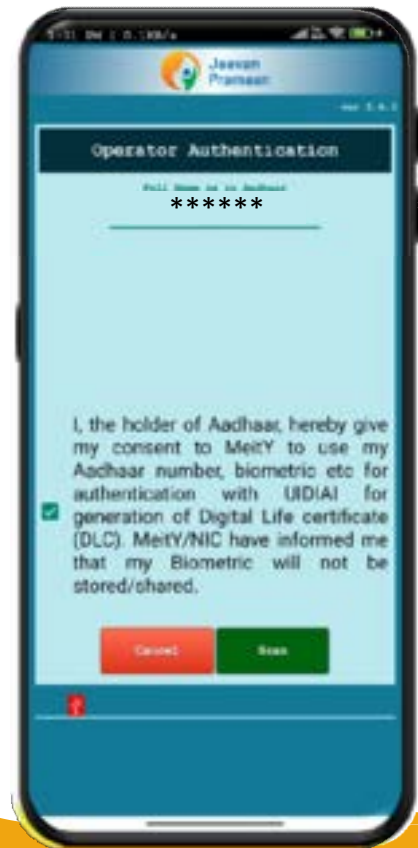 Jeevan
Pramaan
Operator Authentication
Full Name as in Aadhaar
******
I, the holder of Aadhaar, hereby give
my consent to MeitY to use my
Aadhaar number, biometric etc for
authentication with UIDIAI for
generation of Digital Life certificate
(DLC). MeitY/NIC have informed me
that my Biometric will not be
stored/shared.
Cancel Scan